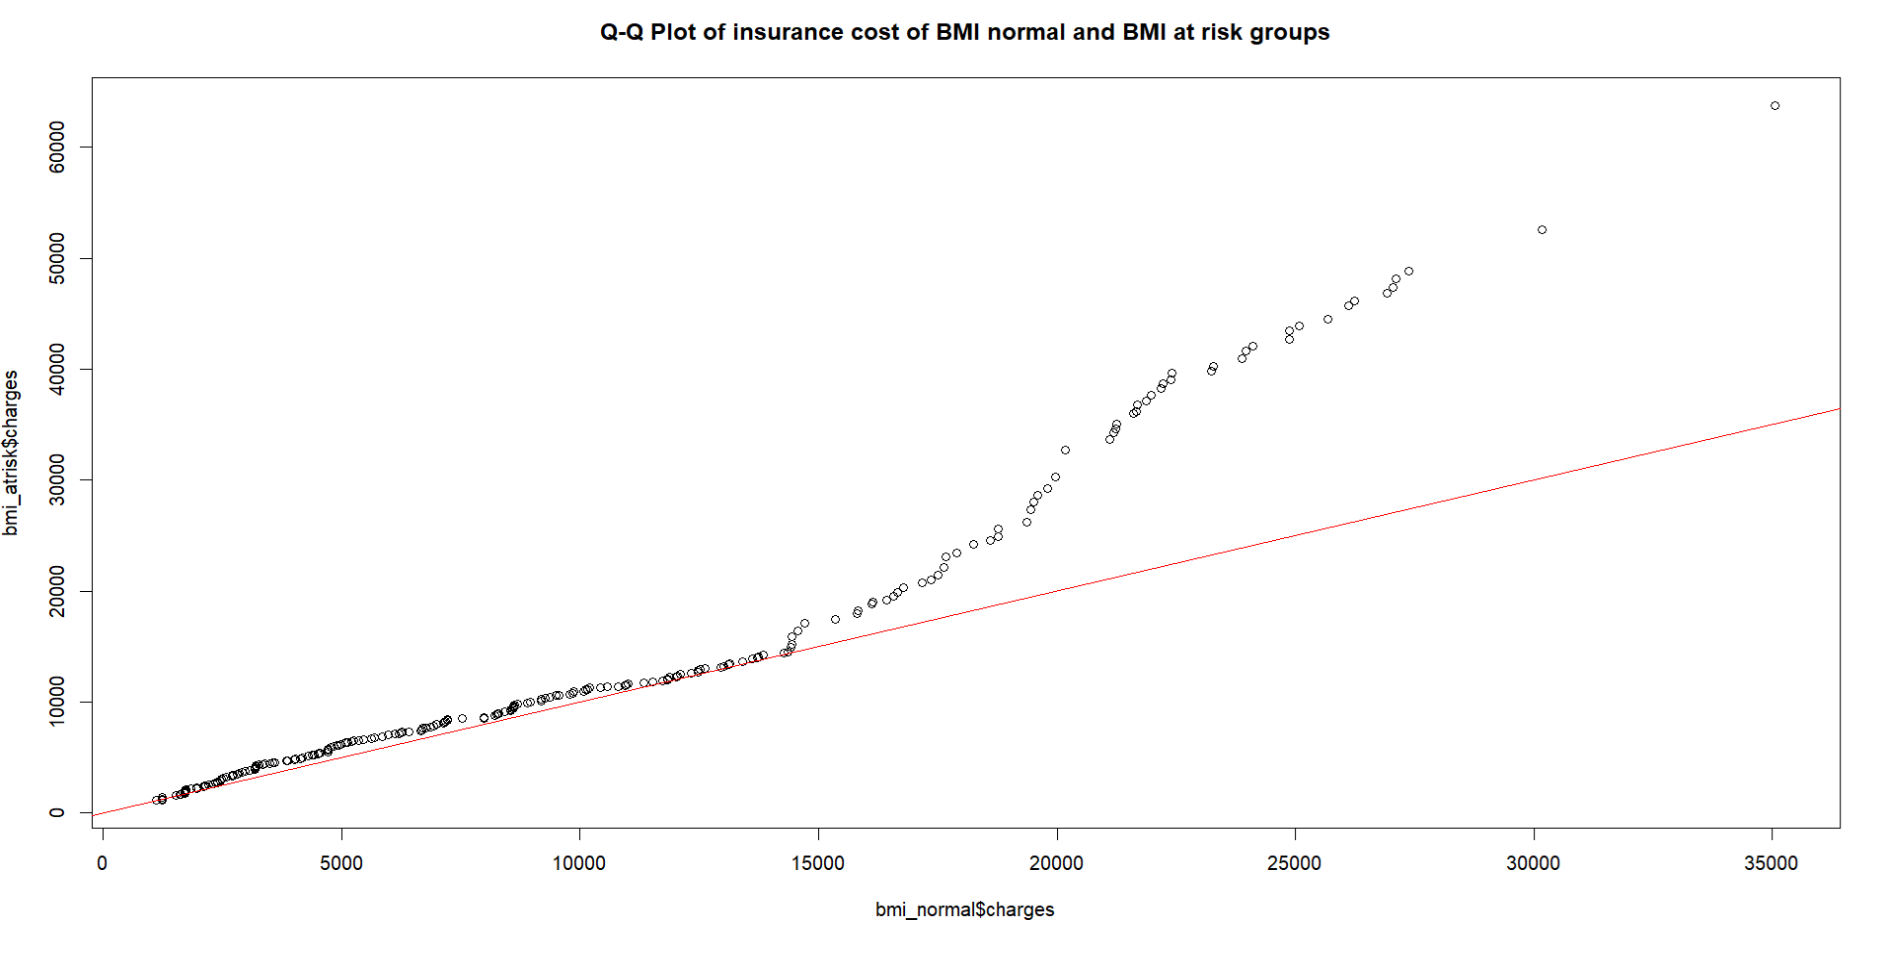 Q-Q Plot of insurance cost of BMI normal and BMI at risk groups
bmi_atrisk$charges
60000
50000
40000
30000
20000
10000
0
0 5000 10000 15000 20000 25000 30000 35000
bmi_normal$charges